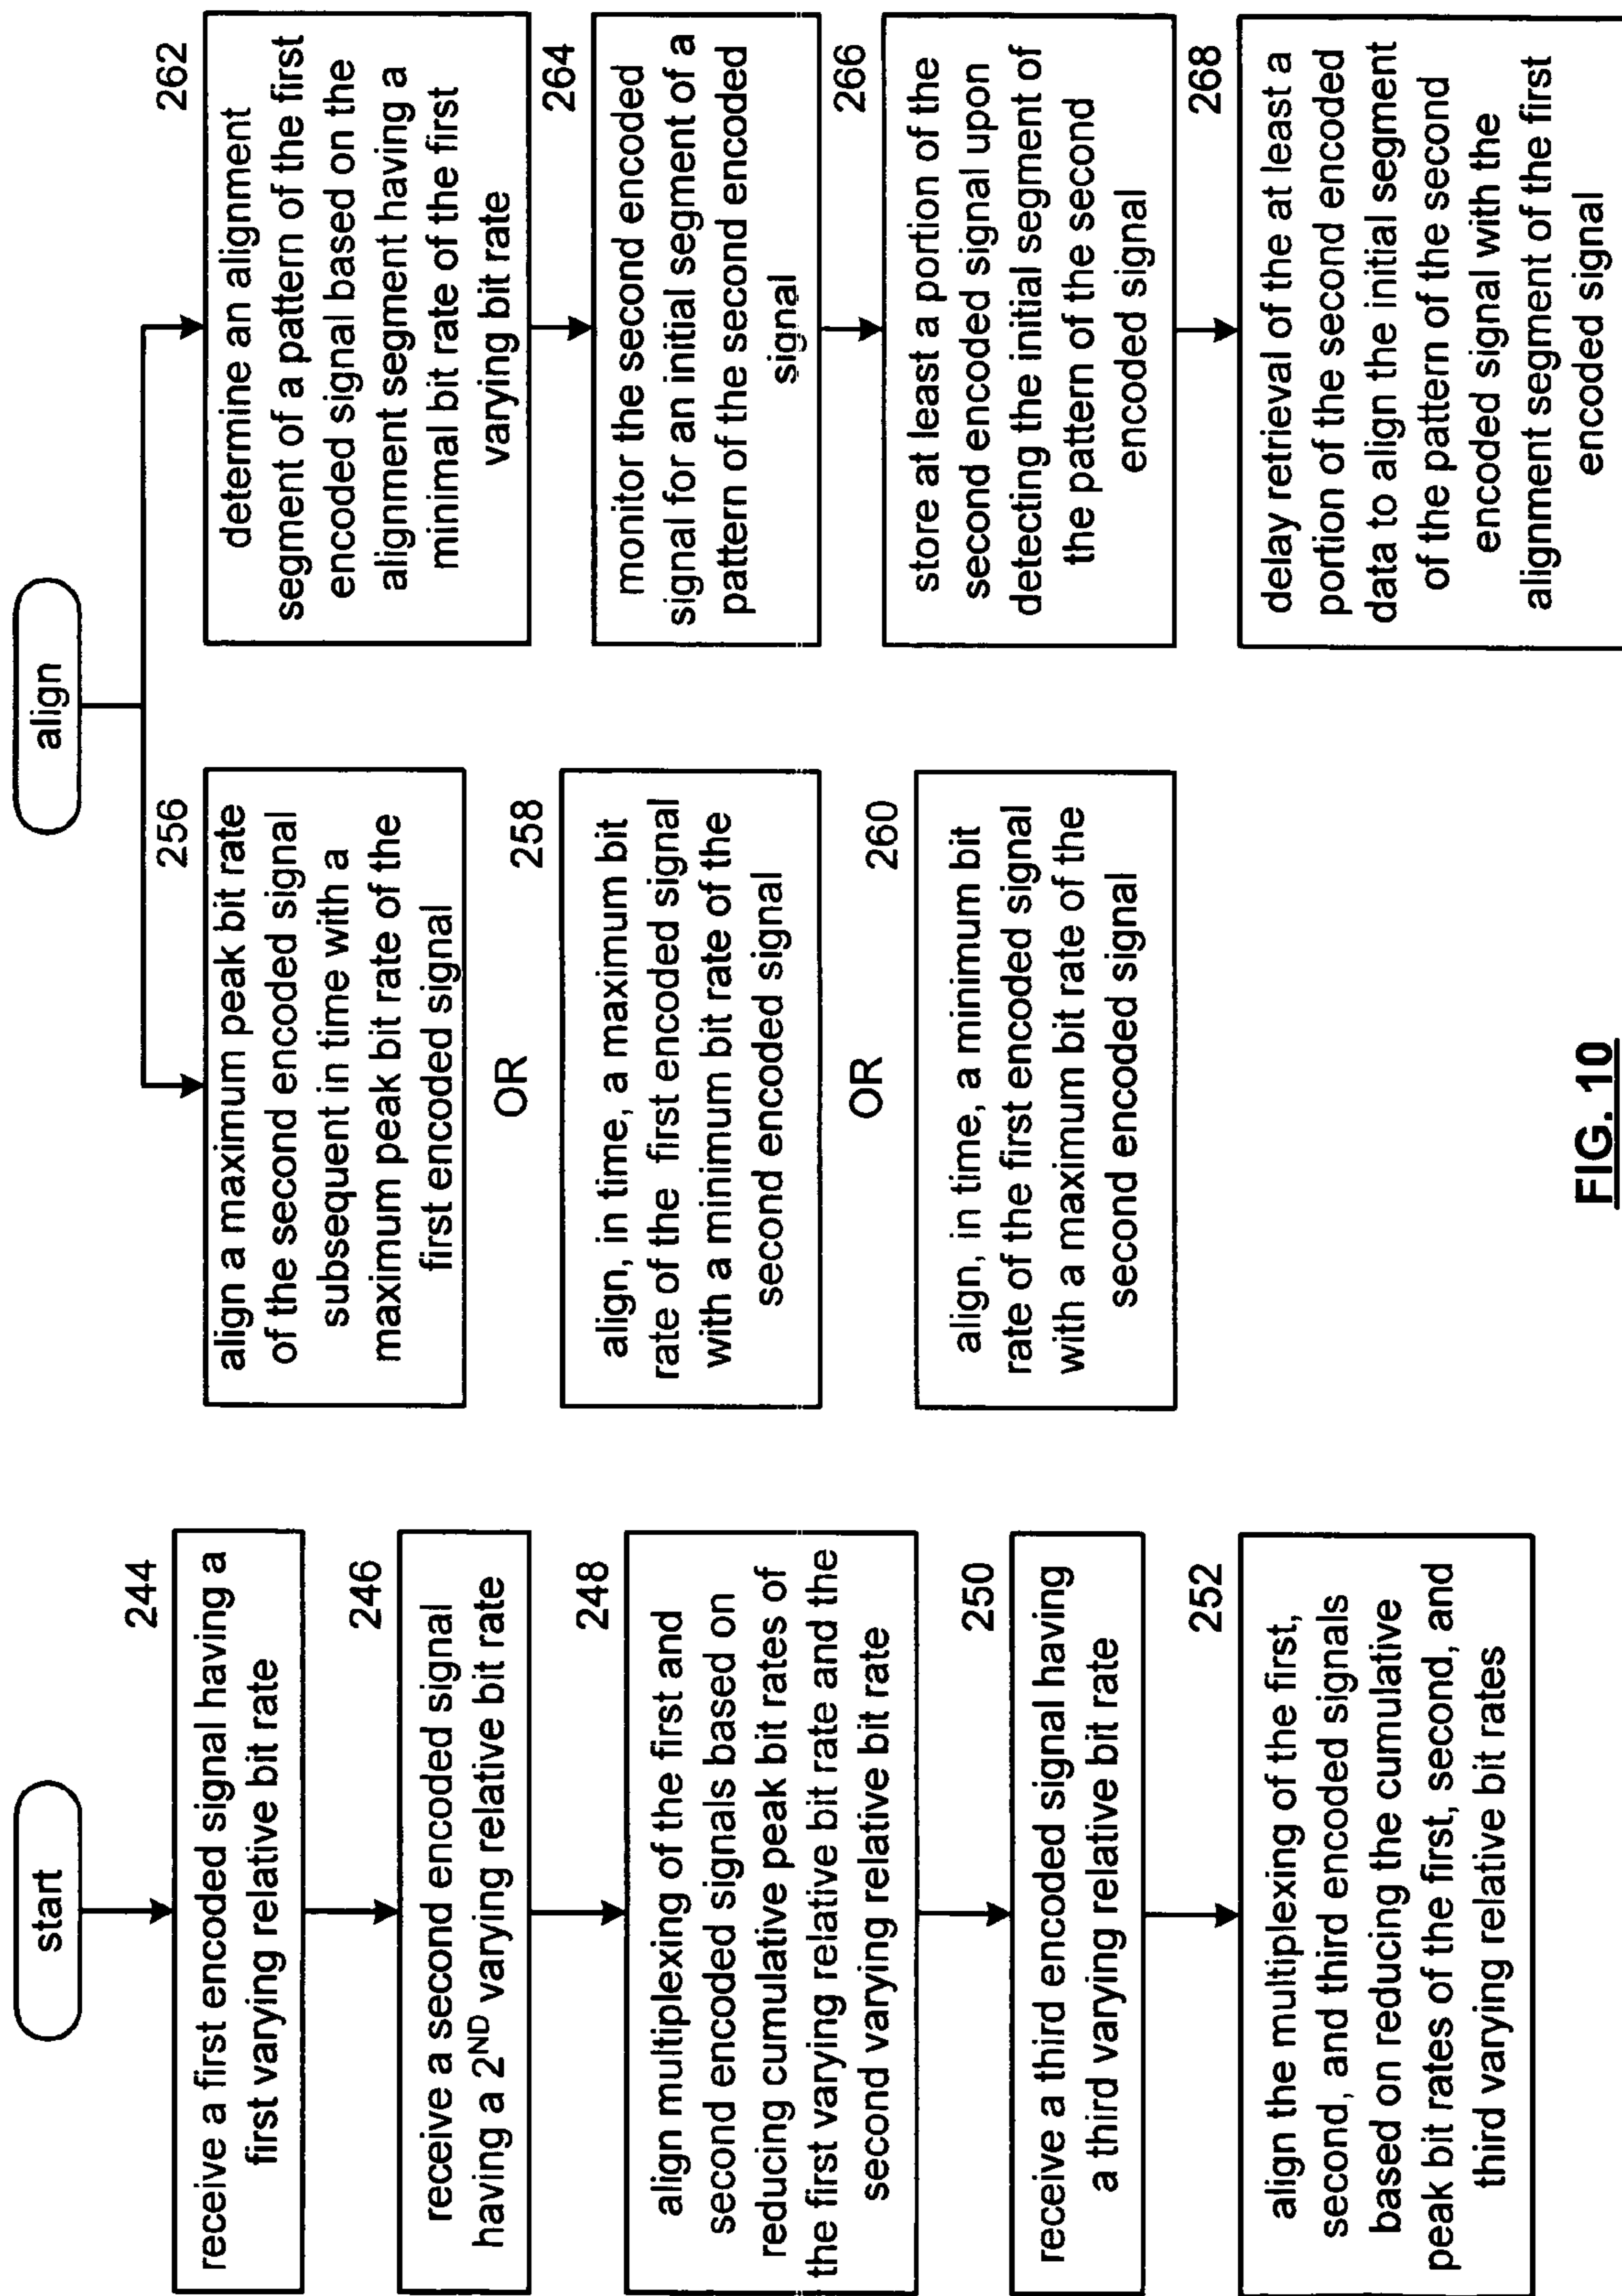 start
244
receive a first encoded signal having a
first varying relative bit rate
246
receive a second encoded signal
having a 2ND varying relative bit rate
248
align multiplexing of the first and
second encoded signals based on
reducing cumulative peak bit rates of
the first varying relative bit rate and the
second varying relative bit rate
250
receive a third encoded signal having
a third varying relative bit rate
252
align the multiplexing of the first,
second, and third encoded signals
based on reducing the cumulative
peak bit rates of the first, second, and
third varying relative bit rates
align
256
align a maximum peak bit rate
of the second encoded signal
subsequent in time with a
maximum peak bit rate of the
first encoded signal
OR
258
align, in time, a maximum bit
rate of the first encoded signal
with a minimum bit rate of the
second encoded signal
OR
260
align, in time, a minimum bit
rate of the first encoded signal
with a maximum bit rate of the
second encoded signal
262
determine an alignment
segment of a pattern of the first
encoded signal based on the
alignment segment having a
minimal bit rate of the first
varying bit rate
264
monitor the second encoded
signal for an initial segment of a
pattern of the second encoded
signal
266
store at least a portion of the
second encoded signal upon
detecting the initial segment of
the pattern of the second
encoded signal
268
delay retrieval of the at least a
portion of the second encoded
data to align the initial segment
of the pattern of the second
encoded signal with the
alignment segment of the first
encoded signal
FIG. 10